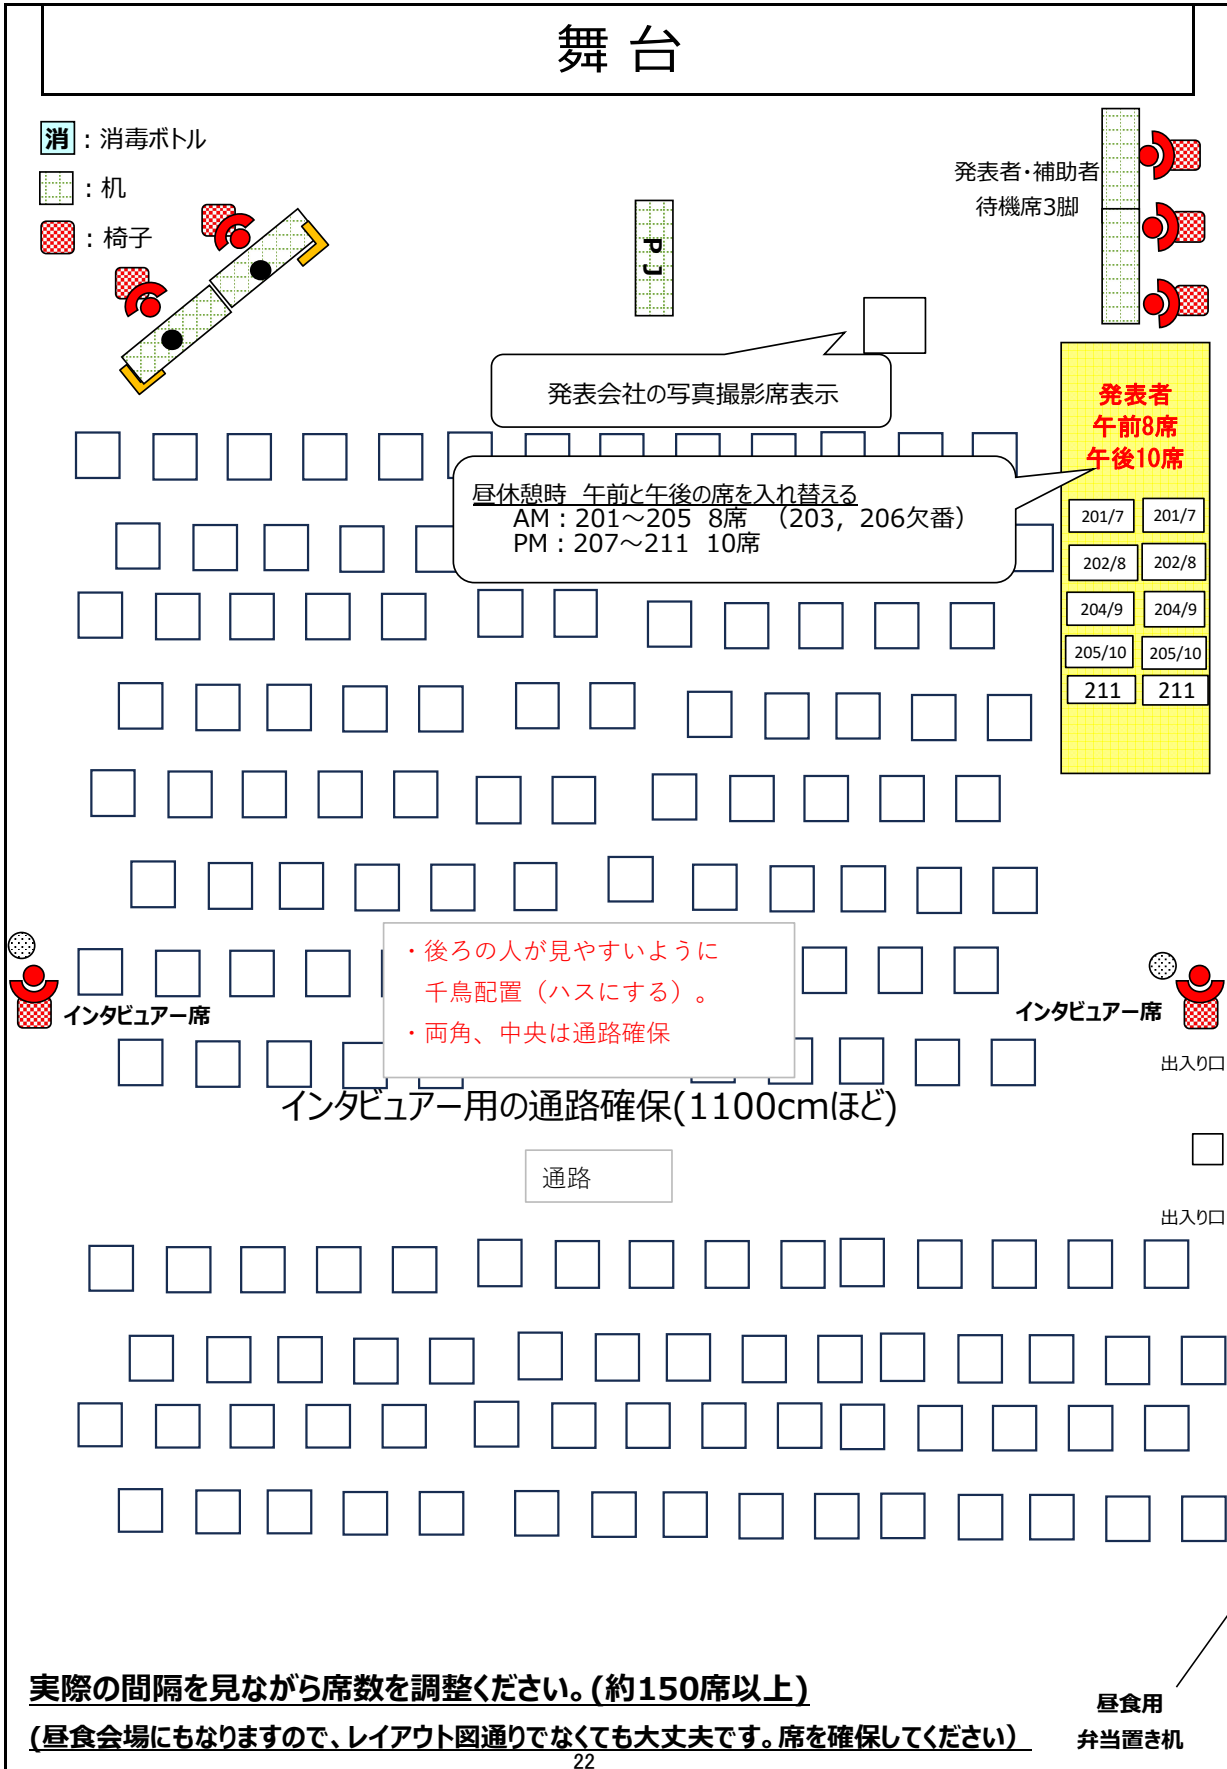 舞 台
消 : 消毒ボトル
: 机
: 椅子
発表者・補助者
待機席3脚
PJ
発表会社の写真撮影席表示
発表者
午前8席
午後10席
昼休憩時 午前と午後の席を入れ替える
AM：201～205 8席 （203，206欠番）
PM：207～211 10席
201/7 201/7
202/8 202/8
204/9 204/9
205/10 205/10
211 211
・後ろの人が見やすいように
千鳥配置（ハスにする）。
・両角、中央は通路確保
インタビュアー席
インタビュアー席
出入り口
インタビュアー用の通路確保(1100cmほど)
通路
出入り口
実際の間隔を見ながら席数を調整ください。(約150席以上)
(昼食会場にもなりますので、レイアウト図通りでなくても大丈夫です。席を確保してください）
昼食用
弁当置き机
22